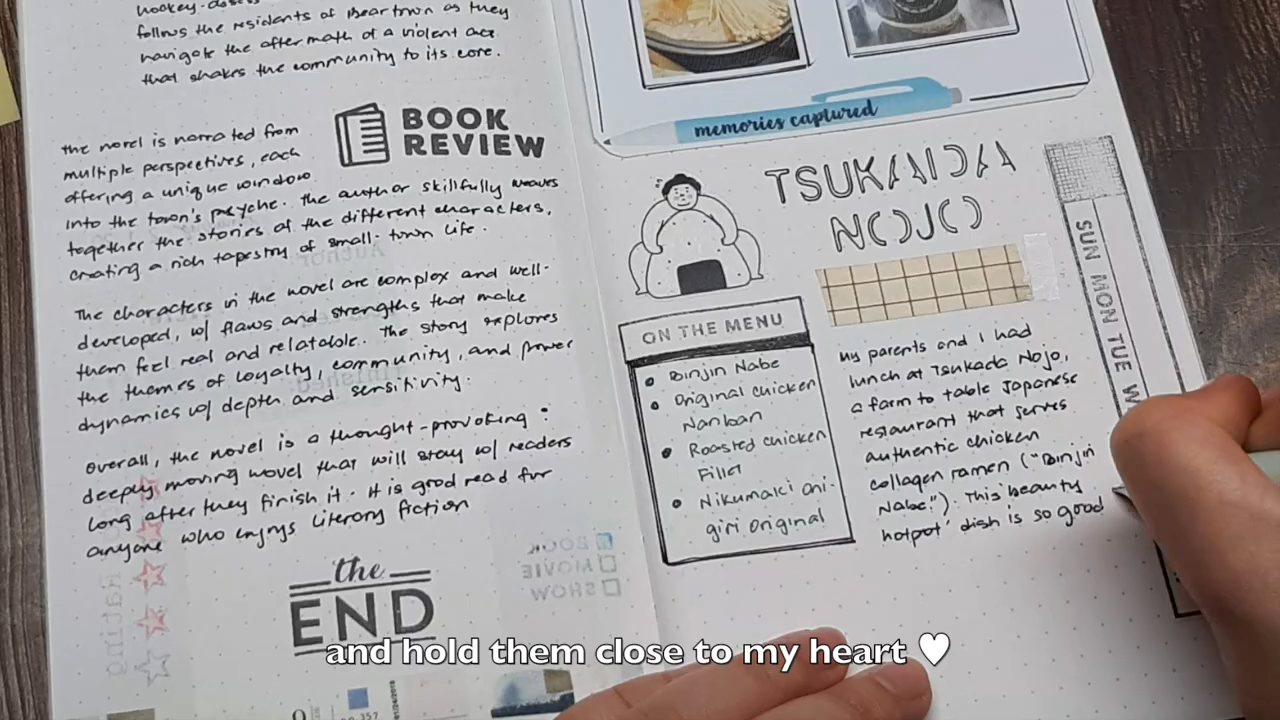 hockey-
follows the residents of Beartown as they
navigate the aftermath of a violent act
that shakes the community to its core.
BOOK
REVIEW
the novel is narrated from
multiple perspectives, each
offering a unique window
into the town's psyche. the author skillfully weaves
together the stories of the different characters,
creating a rich tapestry of small-town life.
The characters in the novel are complex and well-
developed, w/ flaws and strengths that make
them feel real and relatable. the story explores
the themes of loyalty, community, and power
dynamics w/ depth and sensitivity.
overall, the novel is a thought-provoking :
deeply moving novel that will stay w/ readers
long after they finish it. It is good read for
anyone who enjoys literary fiction
the
END
BOOK
MOVIE
SHOW
Rating
memories captured
TSUKADA
NOJO
ON THE MENU
Binjin Nabe
Original chicken
Nanban
Roasted chicken
Fillet
Nikumaki oni-
giri original
My parents and I had
lunch at Tsukada Nojo,
a farm to table Japanese
restaurant that serves
authentic chicken
collagen ramen ("Binjin
Nabe"). This 'beauty
hotpot' dish is so good
SUN MON TUE W
and hold them close to my heart ♥